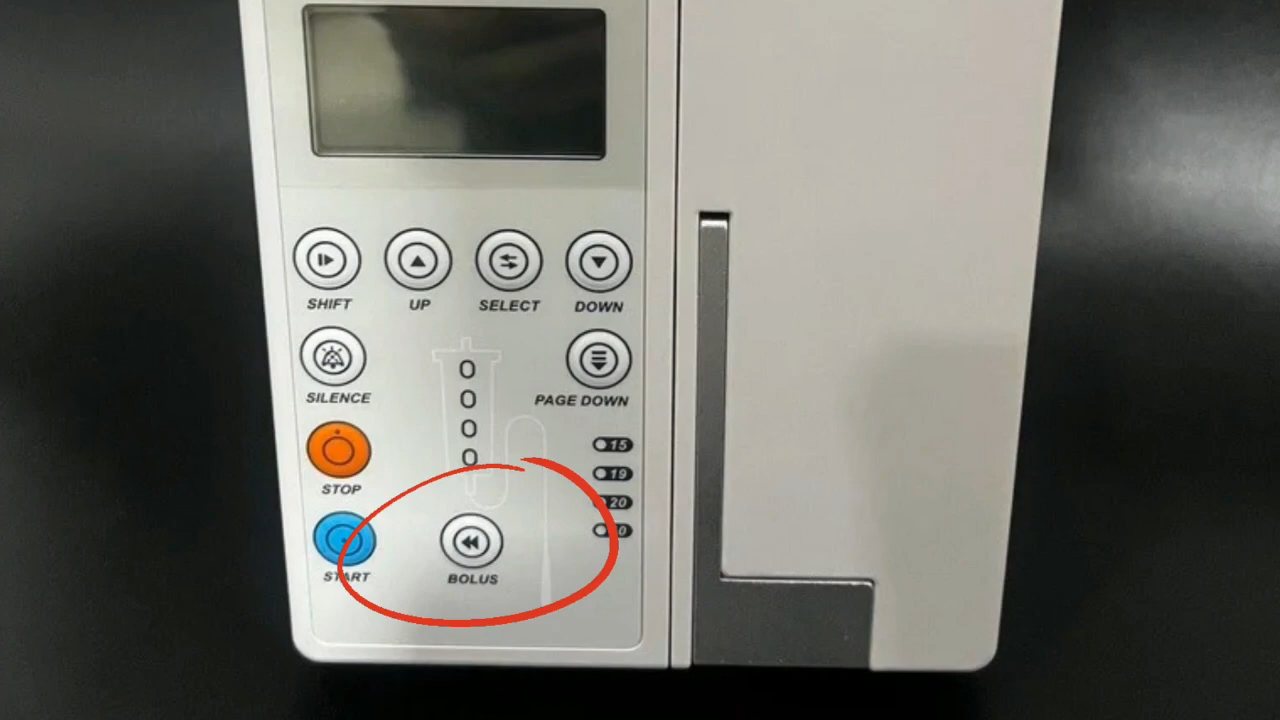 SHIFT UP SELECT DOWN
SILENCE PAGE DOWN
15
19
STOP 20
START BOLUS